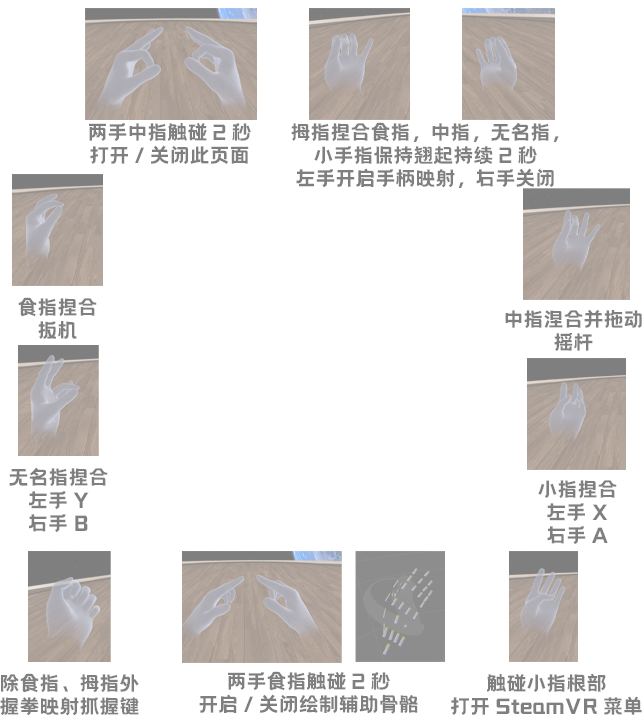 两手中指触碰 2 秒
打开 / 关闭此页面
拇指捏合食指，中指，无名指，
小手指保持翘起持续 2 秒
左手开启手柄映射，右手关闭
食指捏合
扳机
中指涅合并拖动
摇杆
无名指捏合
左手 Y
右手 B
小指捏合
左手 X
右手 A
除食指、拇指外
握拳映射抓握键
两手食指触碰 2 秒
开启 / 关闭绘制辅助骨骼
触碰小指根部
打开 SteamVR 菜单